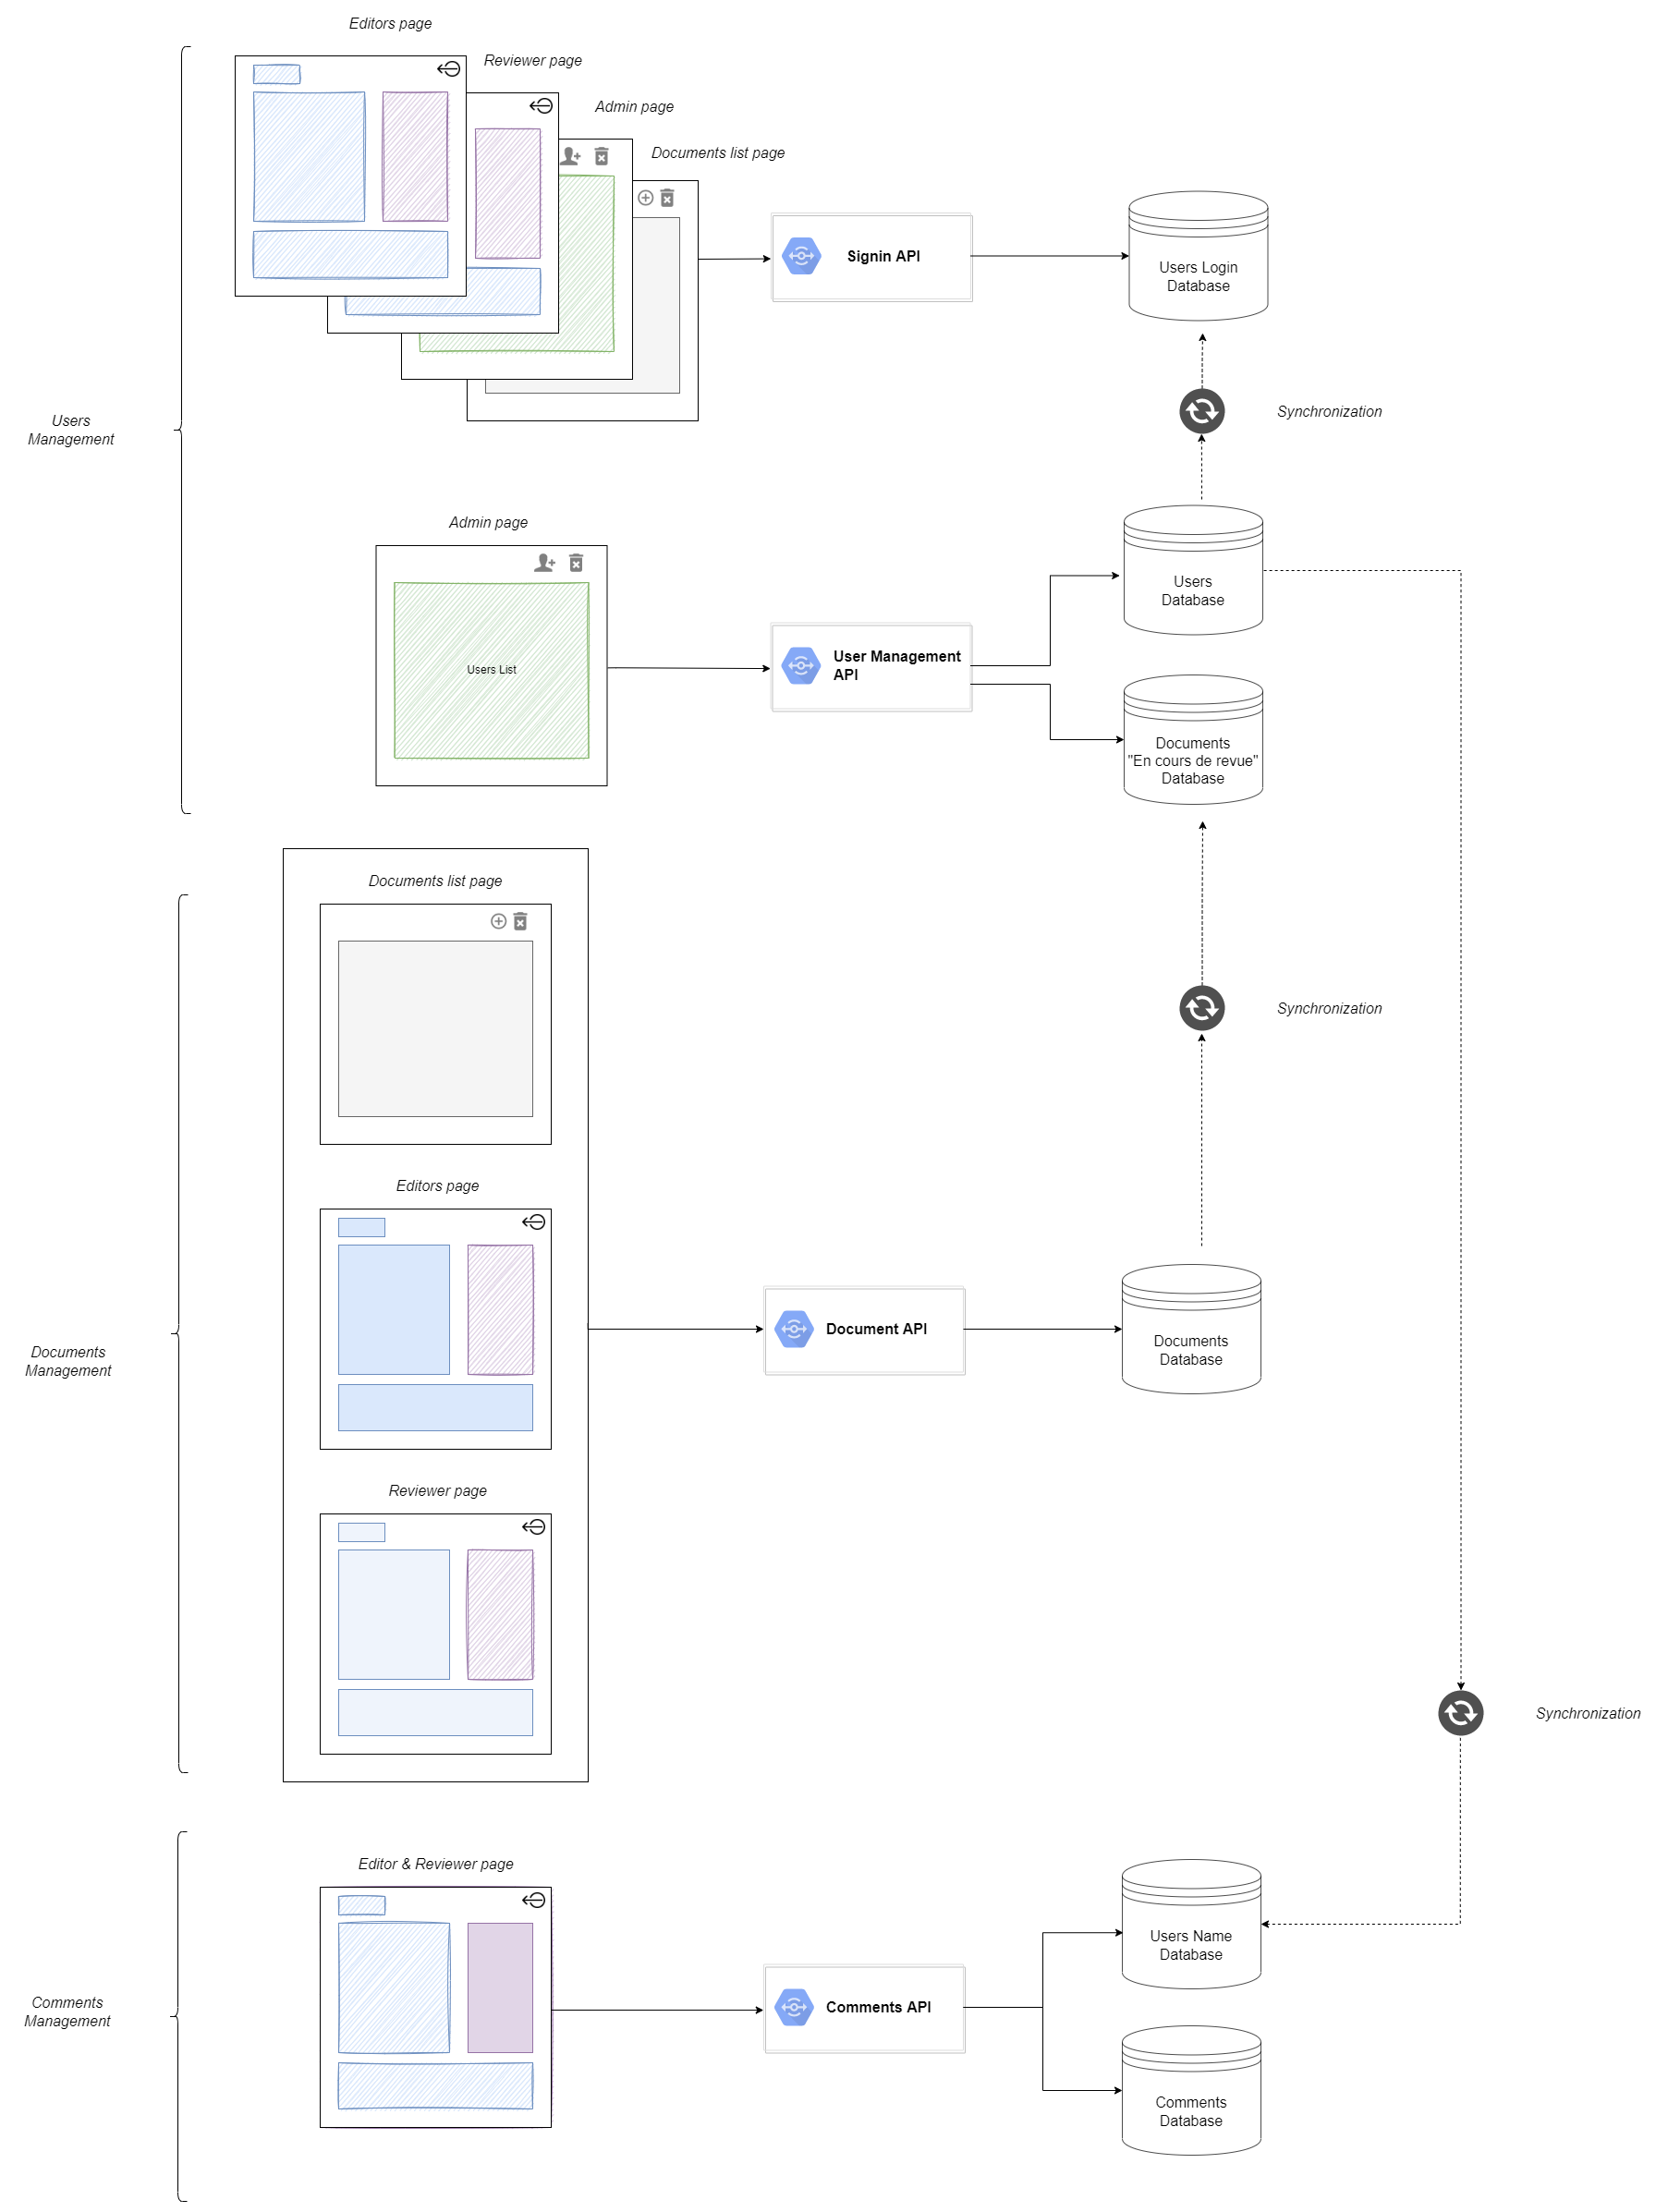 Editors page
Reviewer page
Admin page
Documents list page
Signin API
Users Login
Database
Users
Management
Synchronization
Admin page
Users List
User Management
API
Users
Database
Documents
"En cours de revue"
Database
Documents list page
Synchronization
Editors page
Documents
Management
Document API
Documents
Database
Reviewer page
Synchronization
Editor & Reviewer page
Users Name
Database
Comments
Management
Comments API
Comments
Database